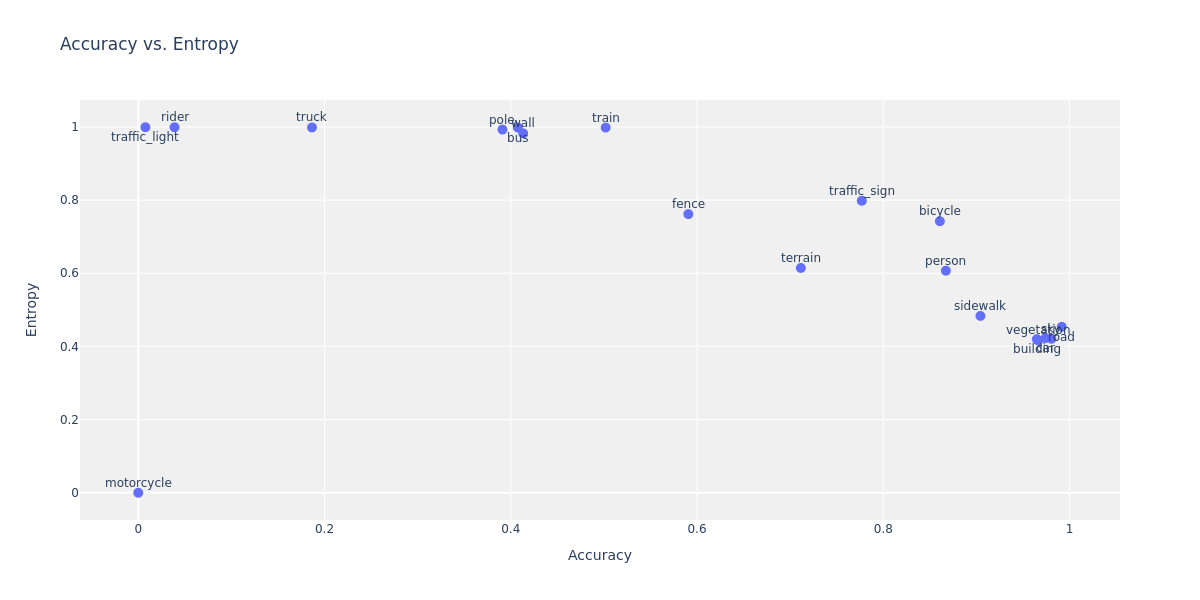 Accuracy vs. Entropy
Entropy
1
0.8
0.6
0.4
0.2
0
rider
truck
pole
wall
train
traffic_light
bus
traffic_sign
fence
bicycle
terrain
person
sidewalk
vegetation
sky
road
building
car
motorcycle
0
0.2
0.4
0.6
0.8
1
Accuracy